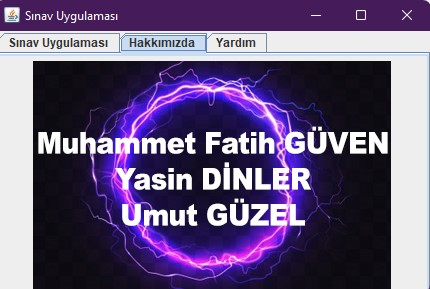 Sınav Uygulaması
Sınav Uygulaması Hakkımızda Yardım
Muhammet Fatih GÜVEN
Yasin DİNLER
Umut GÜZEL